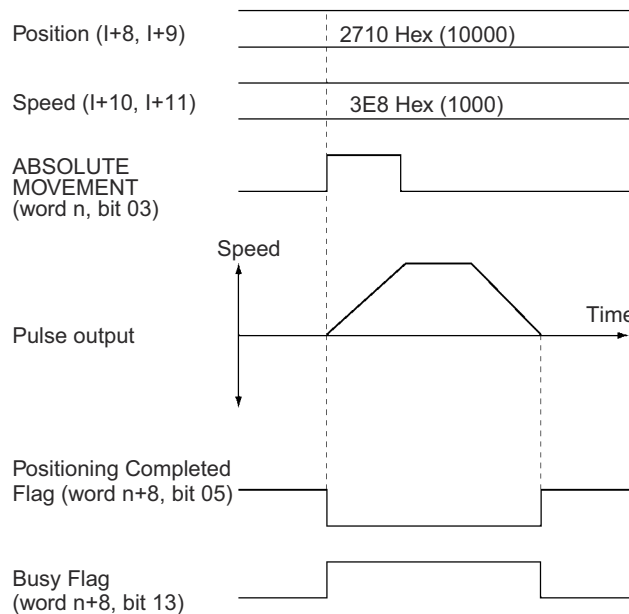 Position (I+8, I+9)
2710 Hex (10000)
Speed (I+10, I+11)
3E8 Hex (1000)
ABSOLUTE
MOVEMENT
(word n, bit 03)
Speed
Time
Pulse output
Positioning Completed
Flag (word n+8, bit 05)
Busy Flag
(word n+8, bit 13)